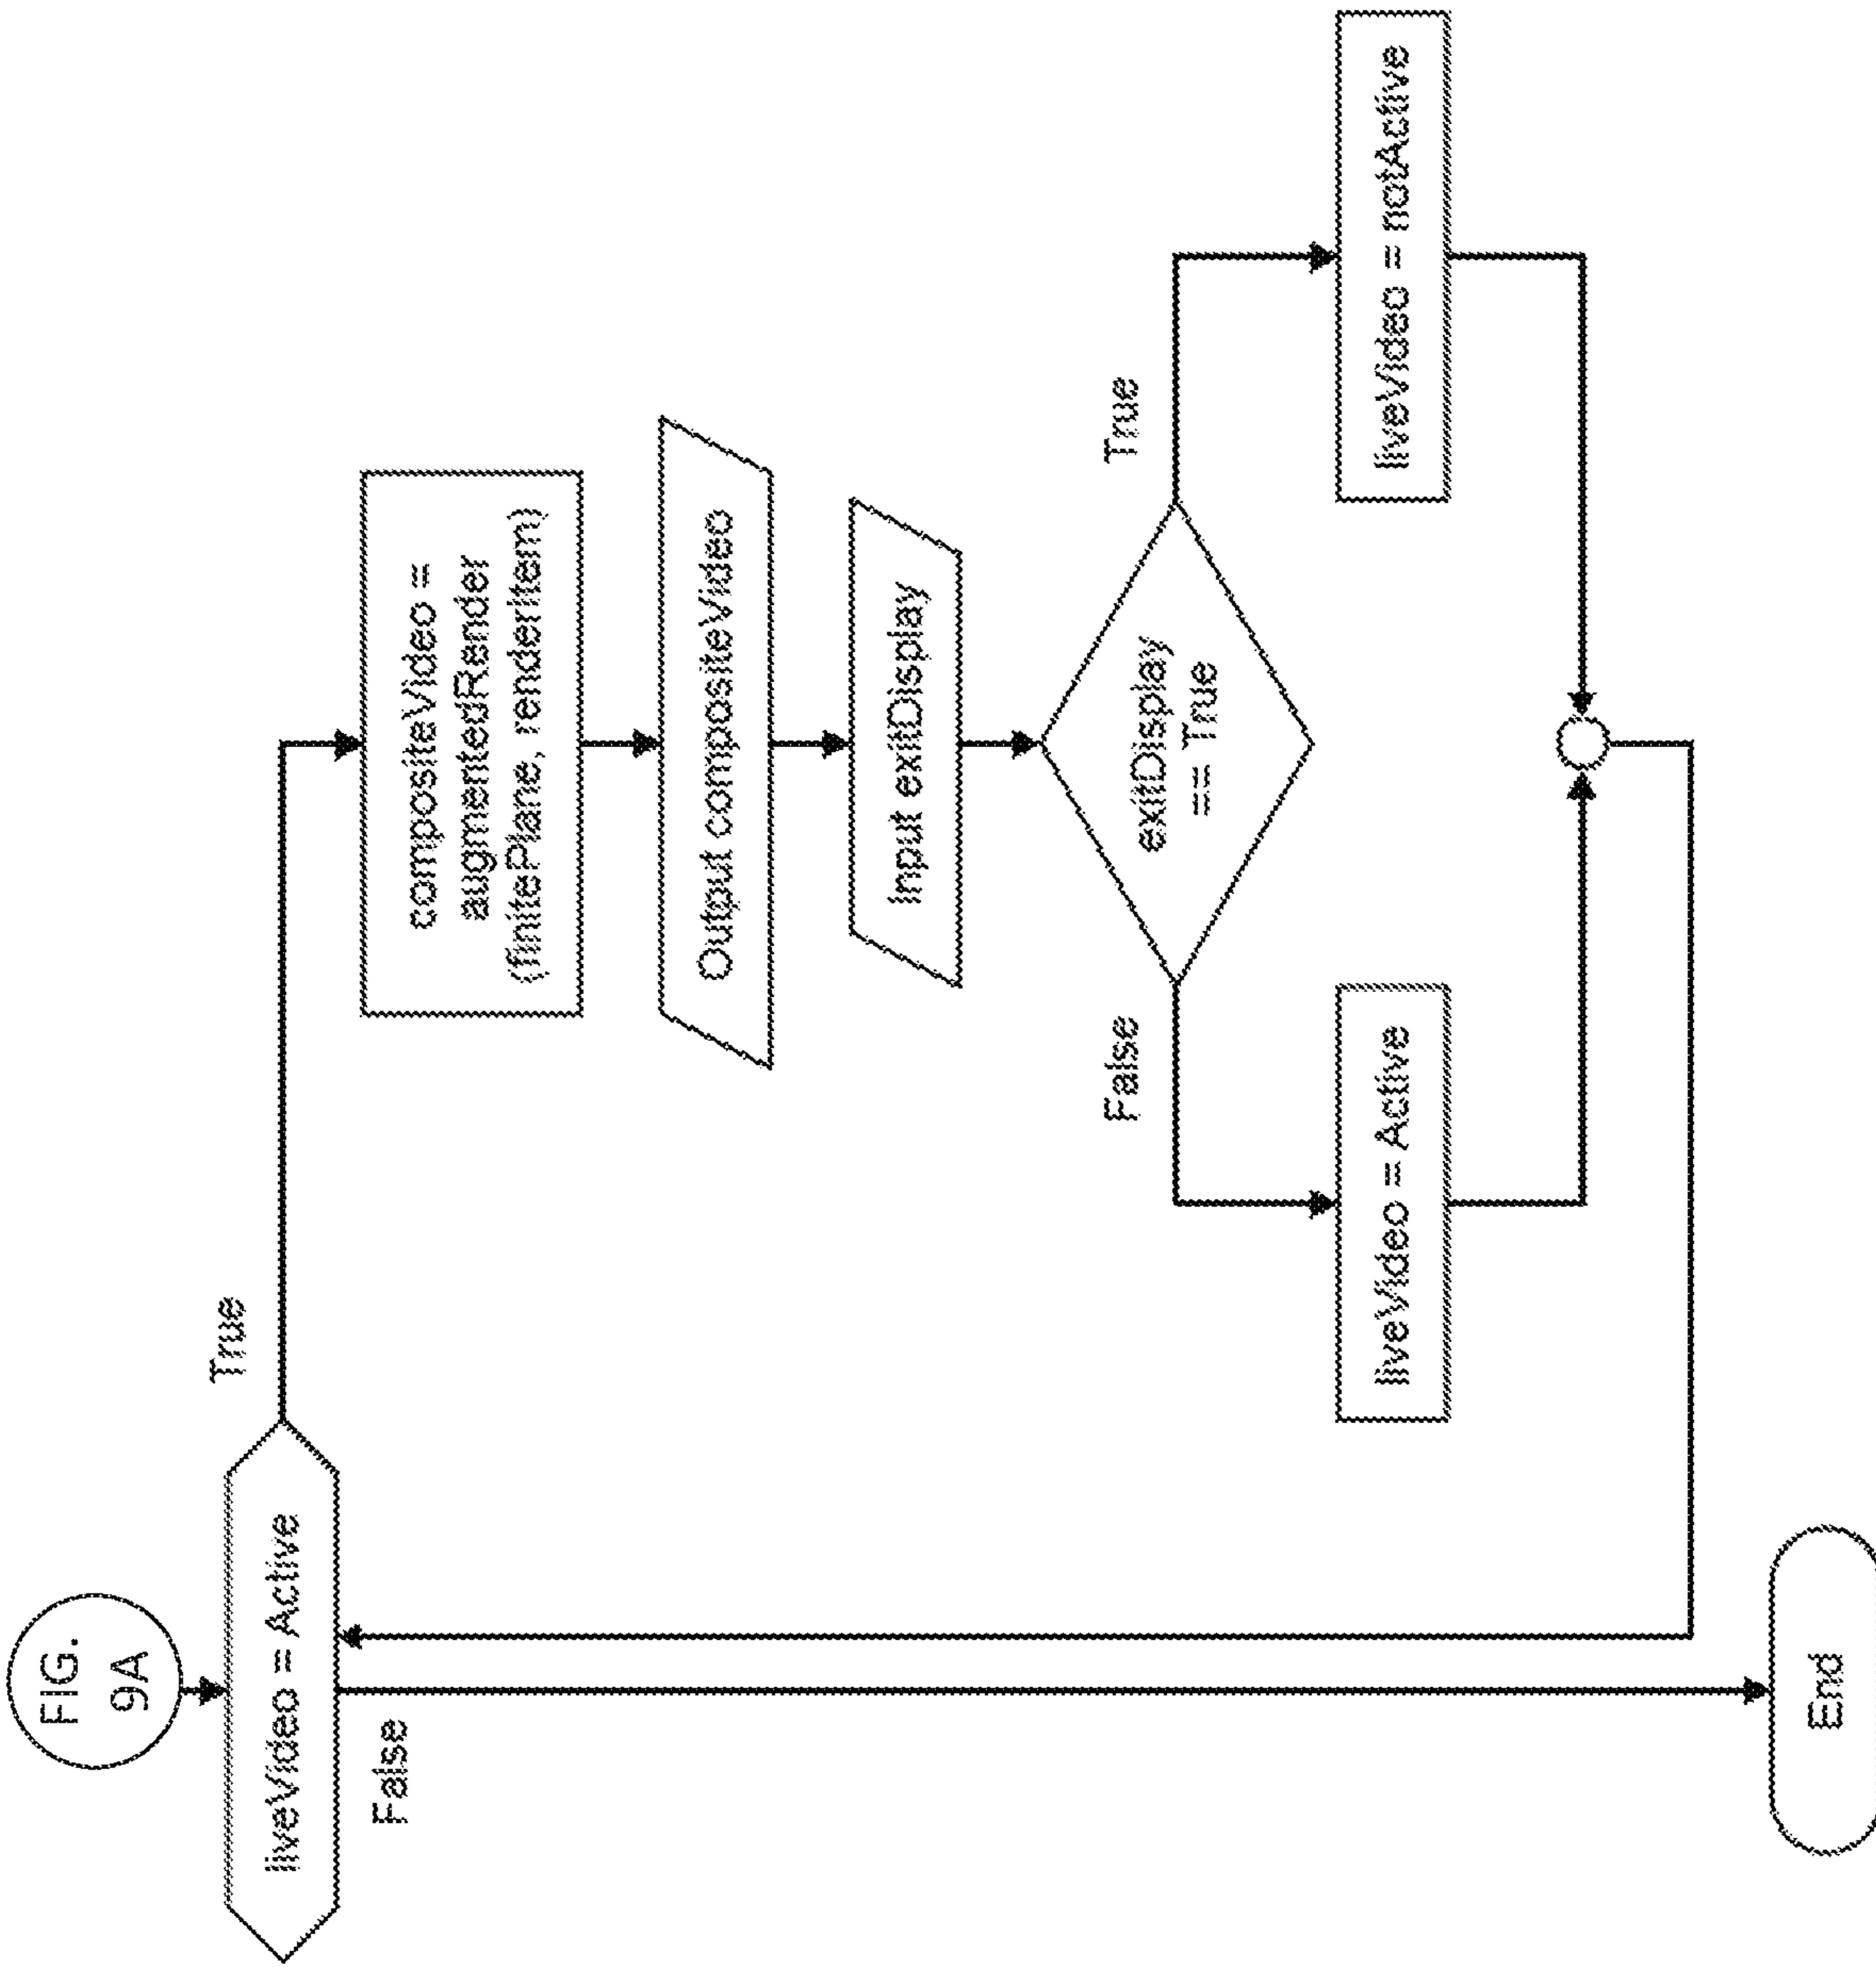 FIG.
9A
liveVideo = Active
True
False
compositeVideo =
augmentedRender
(finitePlane, renderItem)
Output compositeVideo
Input exitDisplay
exitDisplay
== True
False
True
liveVideo = Active
liveVideo = notActive
End